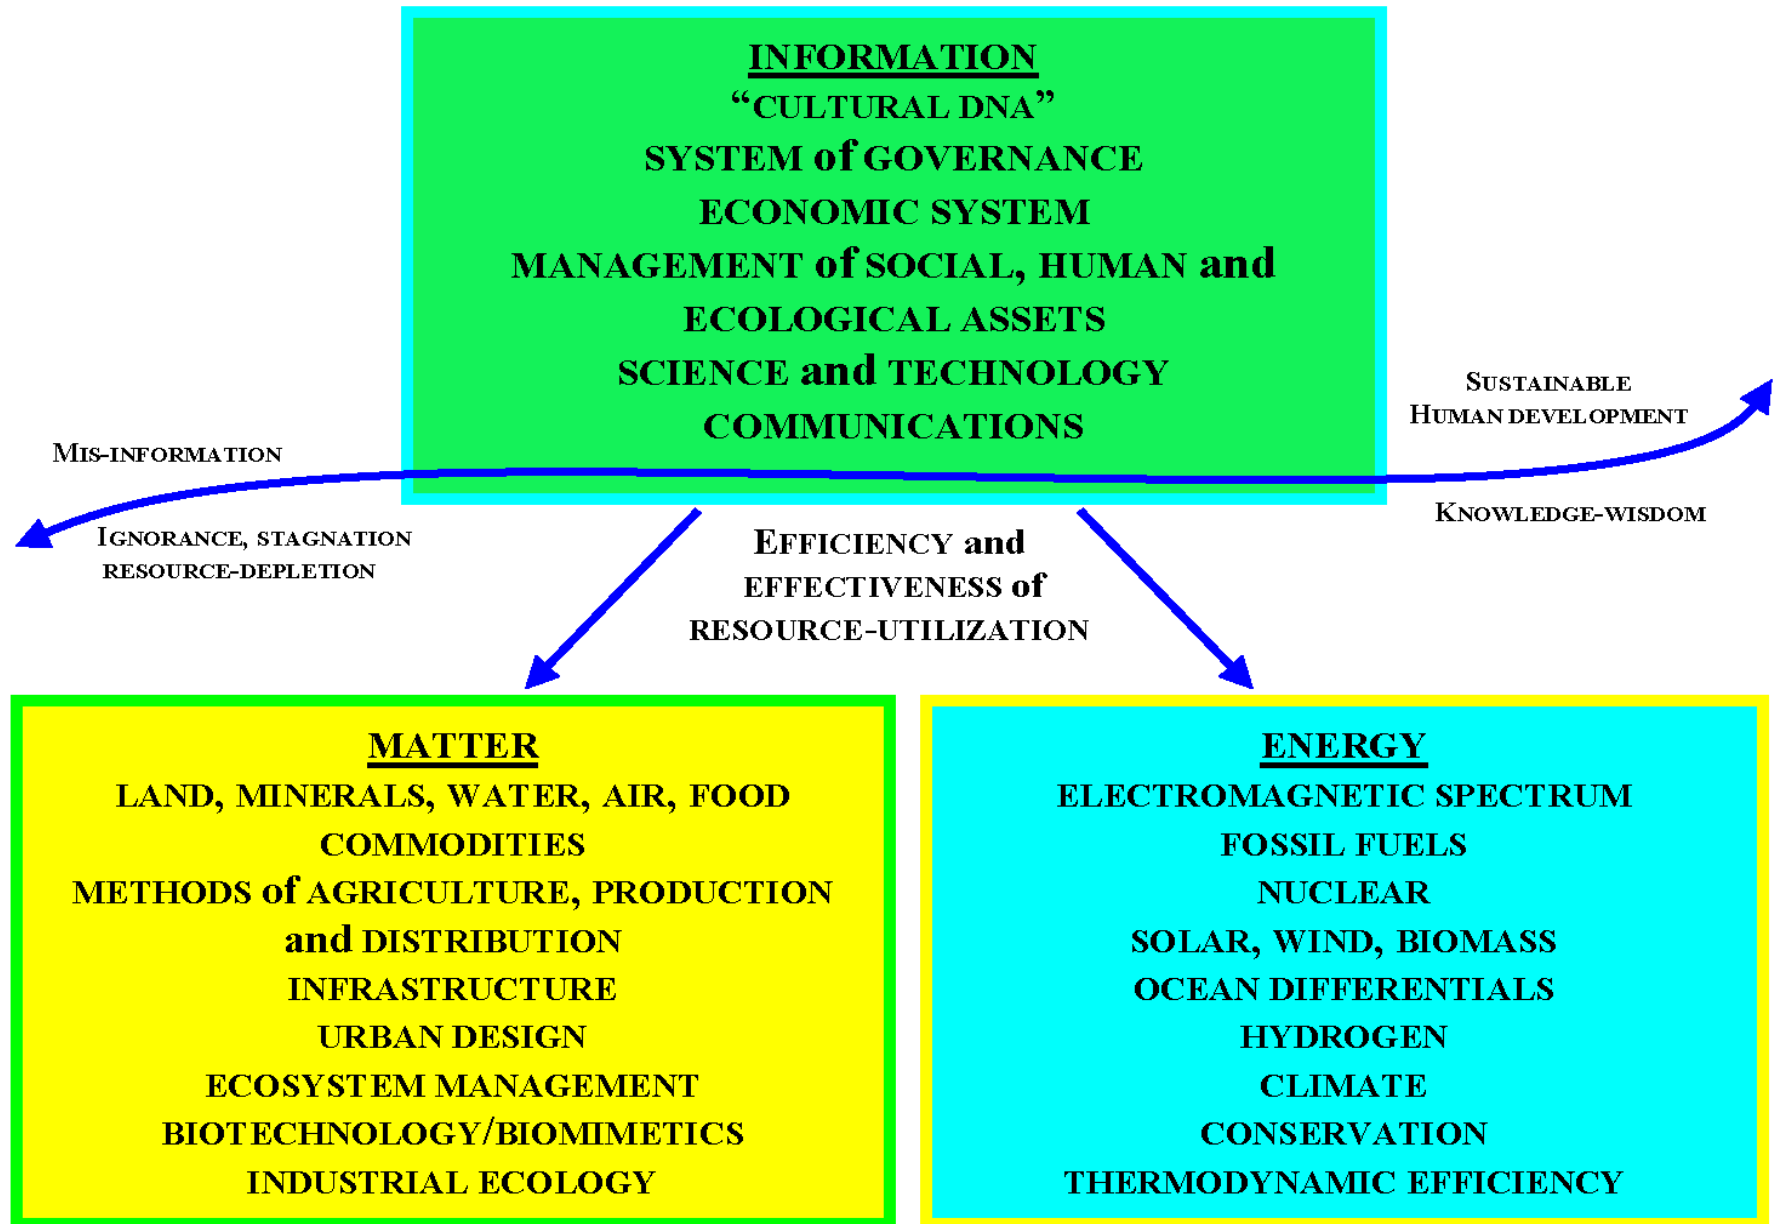 INFORMATION
“CULTURAL DNA”
SYSTEM of GOVERNANCE
ECONOMIC SYSTEM
MANAGEMENT of SOCIAL, HUMAN and
ECOLOGICAL ASSETS
SCIENCE and TECHNOLOGY
COMMUNICATIONS
SUSTAINABLE
HUMAN DEVELOPMENT
MIS-INFORMATION
KNOWLEDGE-WISDOM
IGNORANCE, STAGNATION
RESOURCE-DEPLETION
EFFICIENCY and
EFFECTIVENESS of
RESOURCE-UTILIZATION
MATTER
LAND, MINERALS, WATER, AIR, FOOD
COMMODITIES
METHODS of AGRICULTURE, PRODUCTION
and DISTRIBUTION
INFRASTRUCTURE
URBAN DESIGN
ECOSYSTEM MANAGEMENT
BIOTECHNOLOGY/BIOMIMETICS
INDUSTRIAL ECOLOGY
ENERGY
ELECTROMAGNETIC SPECTRUM
FOSSIL FUELS
NUCLEAR
SOLAR, WIND, BIOMASS
OCEAN DIFFERENTIALS
HYDROGEN
CLIMATE
CONSERVATION
THERMODYNAMIC EFFICIENCY